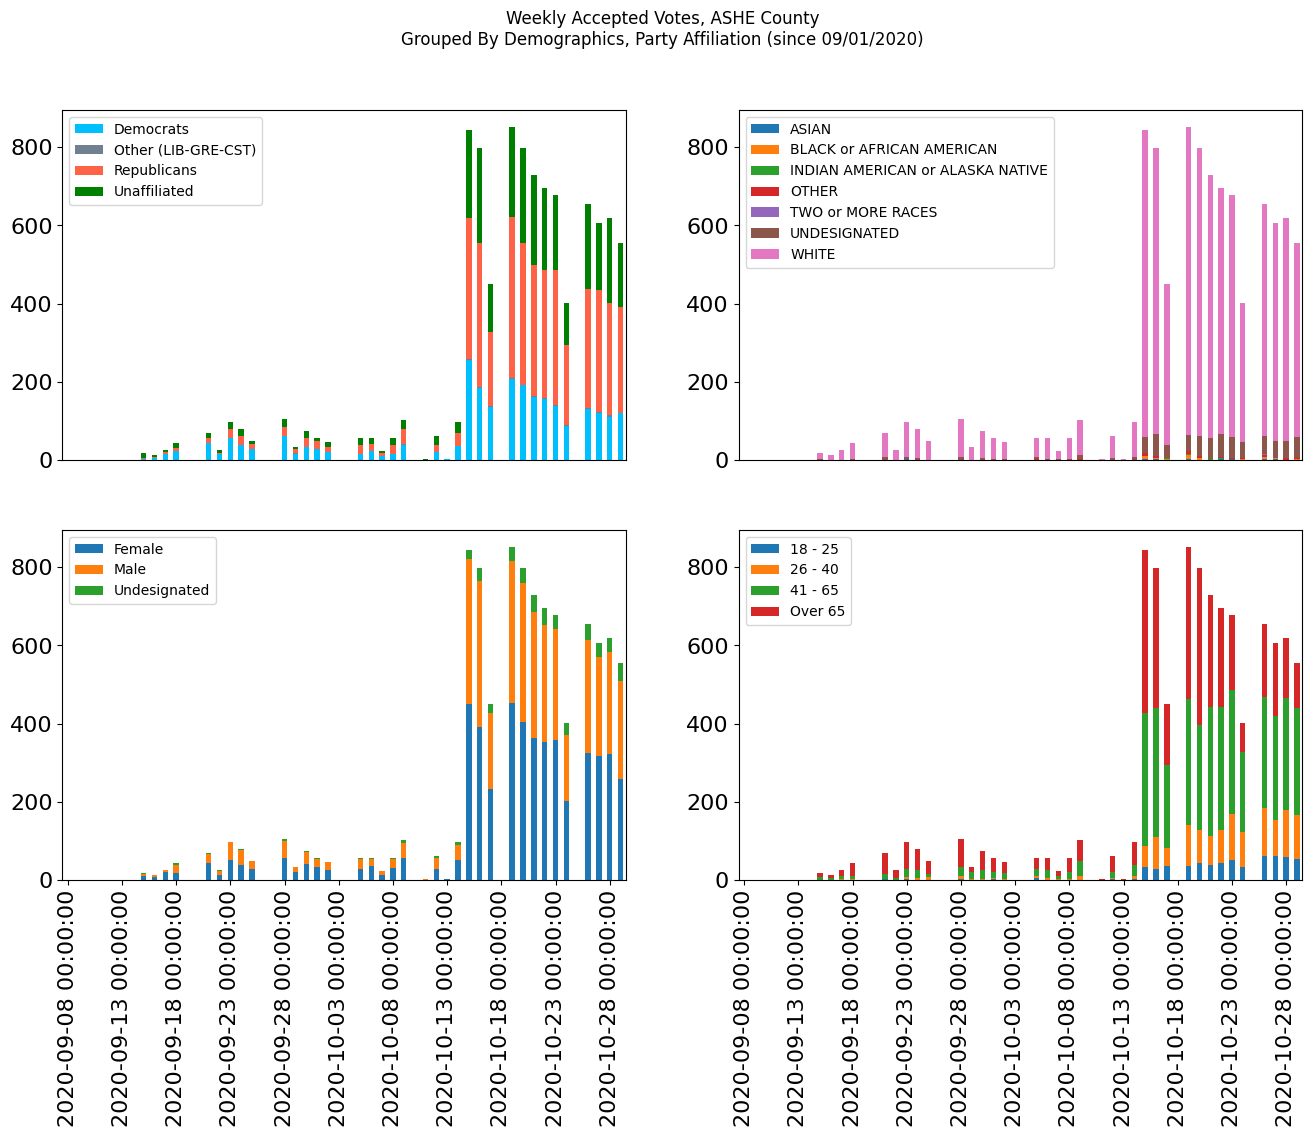 Weekly Accepted Votes, ASHE County
Grouped By Demographics, Party Affiliation (since 09/01/2020)
800
600
400
200
0
Democrats
Other (LIB-GRE-CST)
Republicans
Unaffiliated
800
600
400
200
0
ASIAN
BLACK or AFRICAN AMERICAN
INDIAN AMERICAN or ALASKA NATIVE
OTHER
TWO or MORE RACES
UNDESIGNATED
WHITE
800
600
400
200
0
Female
Male
Undesignated
2020-09-08 00:00:00
2020-09-13 00:00:00
2020-09-18 00:00:00
2020-09-23 00:00:00
2020-09-28 00:00:00
2020-10-03 00:00:00
2020-10-08 00:00:00
2020-10-13 00:00:00
2020-10-18 00:00:00
2020-10-23 00:00:00
2020-10-28 00:00:00
800
600
400
200
0
18 - 25
26 - 40
41 - 65
Over 65
2020-09-08 00:00:00
2020-09-13 00:00:00
2020-09-18 00:00:00
2020-09-23 00:00:00
2020-09-28 00:00:00
2020-10-03 00:00:00
2020-10-08 00:00:00
2020-10-13 00:00:00
2020-10-18 00:00:00
2020-10-23 00:00:00
2020-10-28 00:00:00